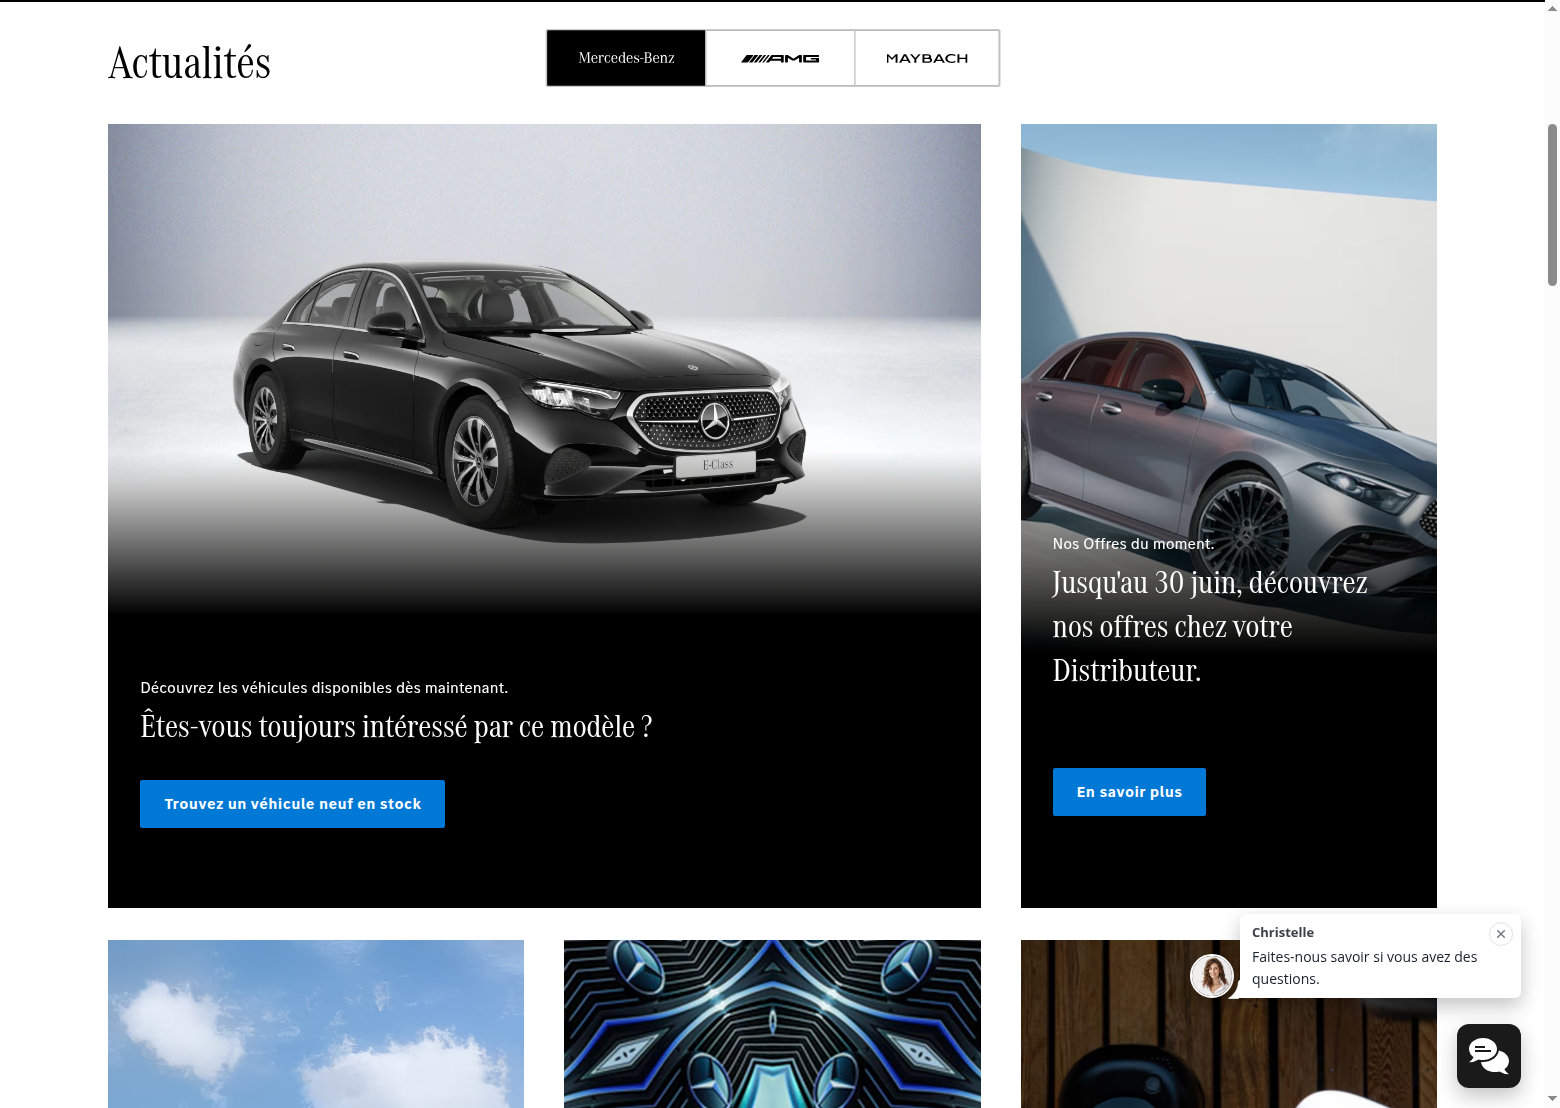 Actualités
Mercedes-Benz
AMG
MAYBACH
E-Class
Découvrez les véhicules disponibles dès maintenant.
Êtes-vous toujours intéressé par ce modèle ?
Trouvez un véhicule neuf en stock
Nos Offres du moment.
Jusqu'au 30 juin, découvrez
nos offres chez votre
Distributeur.
En savoir plus
Christelle
Faites-nous savoir si vous avez des
questions.